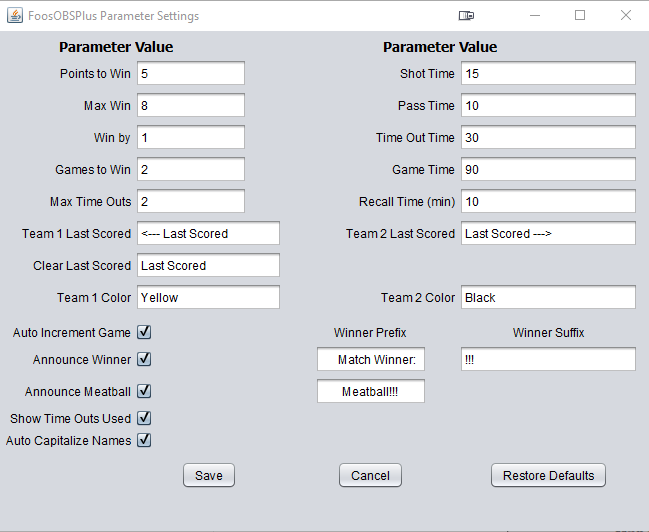 FoosOBSPlus Parameter Settings
Parameter Value Parameter Value
Points to Win 5 Shot Time 15
Max Win 8 Pass Time 10
Win by 1 Time Out Time 30
Games to Win 2 Game Time 90
Max Time Outs 2 Recall Time (min) 10
Team 1 Last Scored <--- Last Scored Team 2 Last Scored Last Scored --->
Clear Last Scored Last Scored
Team 1 Color Yellow Team 2 Color Black
Auto Increment Game Winner Prefix Winner Suffix
Announce Winner Match Winner: !!!
Announce Meatball Meatball!!!
Show Time Outs Used
Auto Capitalize Names
Save Cancel Restore Defaults